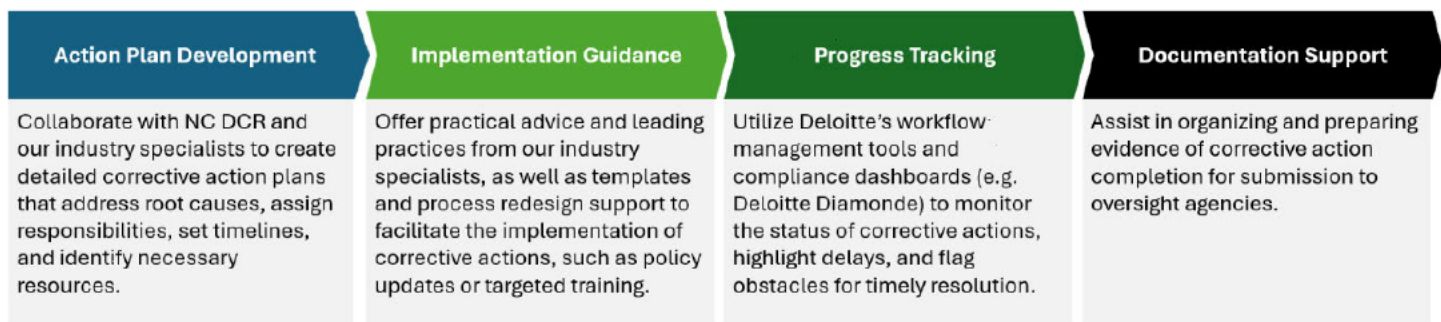 Action Plan Development
Collaborate with NC DCR and
our industry specialists to create
detailed corrective action plans
that address root causes, assign
responsibilities, set timelines,
and identify necessary
resources.
Implementation Guidance
Offer practical advice and leading
practices from our industry
specialists, as well as templates
and process redesign support to
facilitate the implementation of
corrective actions, such as policy
updates or targeted training.
Progress Tracking
Utilize Deloitte's workflow
management tools and
compliance dashboards (e.g.
Deloitte Diamonde) to monitor
the status of corrective actions,
highlight delays, and flag
obstacles for timely resolution.
Documentation Support
Assist in organizing and preparing
evidence of corrective action
completion for submission to
oversight agencies.